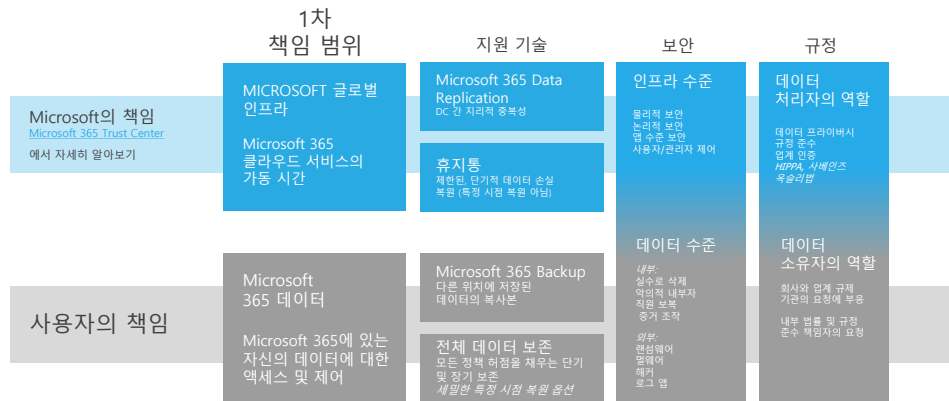 1차
책임 범위
지원 기술
보안
규정
Microsoft의 책임
Microsoft 365 Trust Center
에서 자세히 알아보기
MICROSOFT 글로벌
인프라
Microsoft 365
클라우드 서비스의
가동 시간
Microsoft 365 Data
Replication
DC 간 지리적 중복성
휴지통
제한된, 단기적 데이터 손실
복원 (특정 시점 복원 아님)
인프라 수준
물리적 보안
논리적 보안
앱 수준 보안
사용자/관리자 제어
데이터
처리자의 역할
데이터 프라이버시
규정 준수
업계 인증
HIPPA, 사베인즈
옥슬리법
사용자의 책임
Microsoft
365 데이터
Microsoft 365에 있는
자신의 데이터에 대한
액세스 및 제어
Microsoft 365 Backup
다른 위치에 저장된
데이터의 복사본
전체 데이터 보존
모든 정책 허점을 채우는 단기
및 장기 보존
세밀한 특정 시점 복원 옵션
데이터 수준
내부:
실수로 삭제
악의적 내부자
직원 보복
증거 조작
외부:
랜섬웨어
멀웨어
해커
로그 앱
데이터
소유자의 역할
회사와 업계 규제
기관의 요청에 부응
내부 법률 및 규정
준수 책임자의 요청